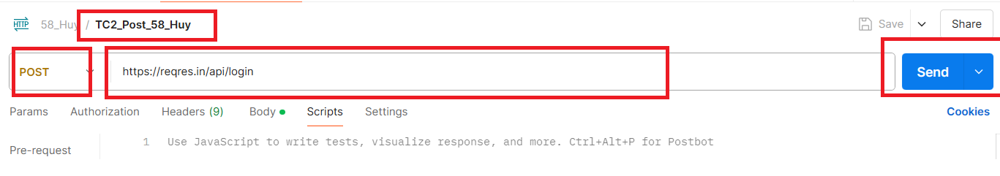 HTTP 58_Huy / TC2_Post_58_Huy Save Share
POST https://reqres.in/api/login Send
Params Authorization Headers (9) Body Scripts Settings Cookies
Pre-request 1 Use JavaScript to write tests, visualize response, and more. Ctrl+Alt+P for Postbot